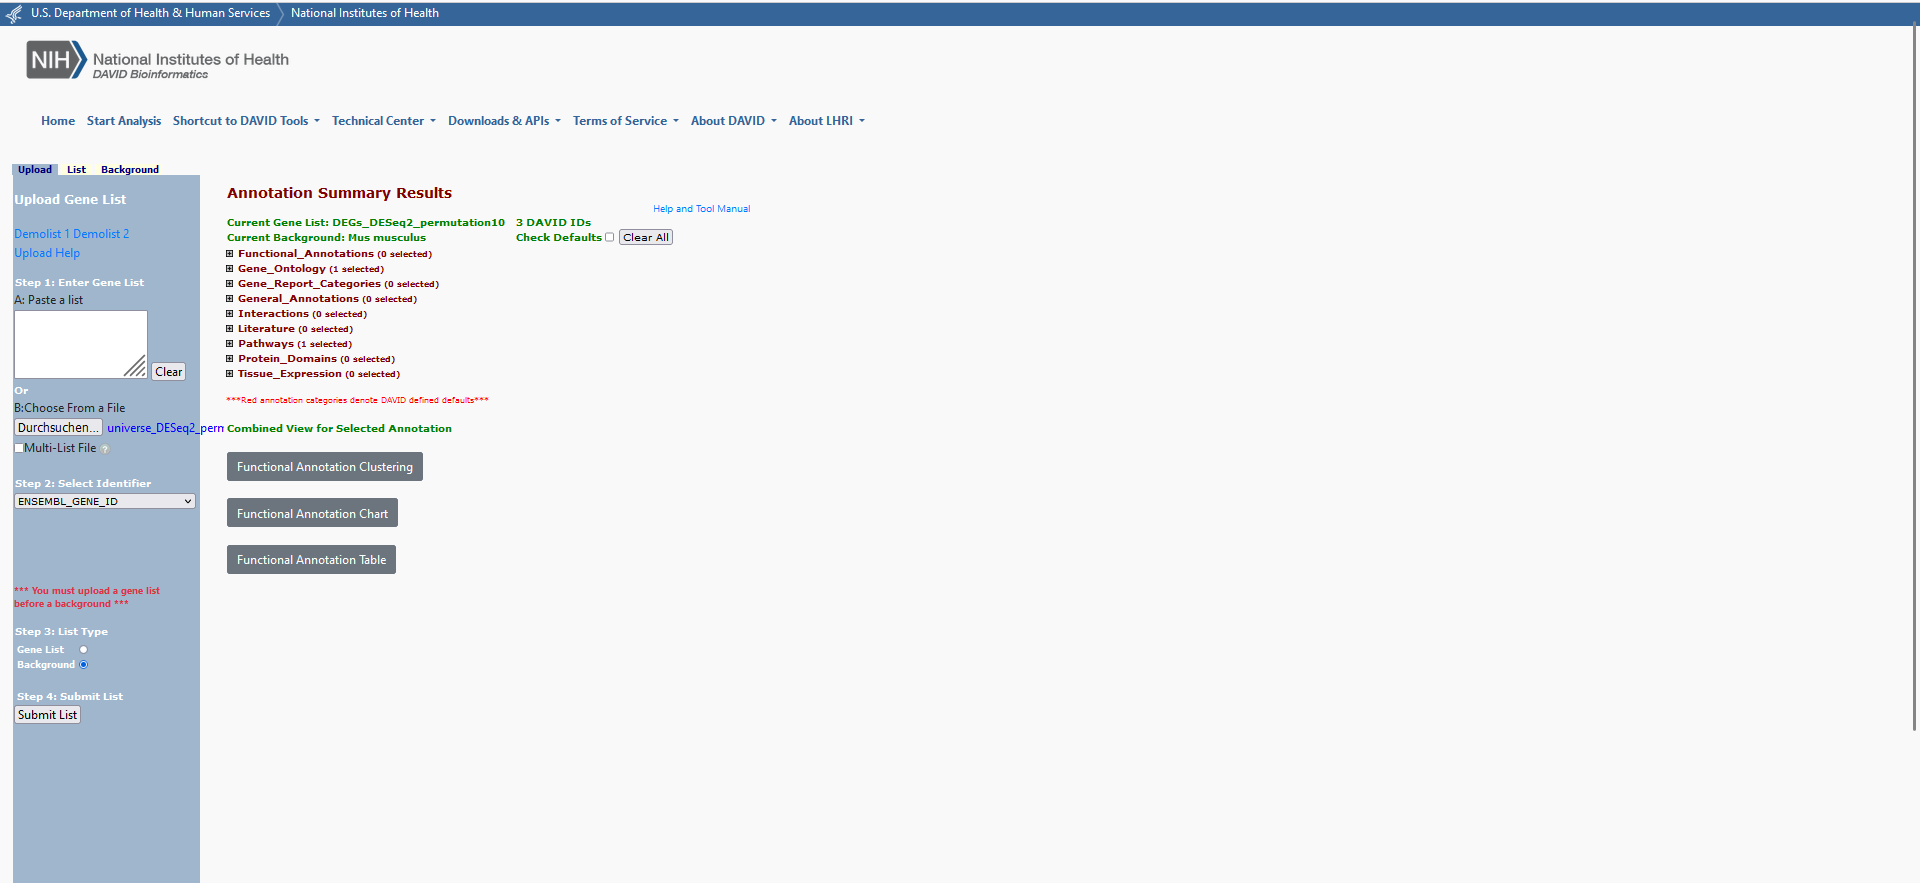 U.S. Department of Health & Human Services National Institutes of Health
NIH National Institutes of Health
DAVID Bioinformatics
Home Start Analysis Shortcut to DAVID Tools Technical Center Downloads & APIs Terms of Service About DAVID About LHRI
Upload List Background
Upload Gene List
Demolist 1 Demolist 2
Upload Help
Step 1: Enter Gene List
A: Paste a list
Clear
Or
B:Choose From a File
Durchsuchen... universe_DESeq2_perm
Multi-List File ?
Step 2: Select Identifier
ENSEMBL_GENE_ID
*** You must upload a gene list
before a background ***
Step 3: List Type
Gene List
Background
Step 4: Submit List
Submit List
Annotation Summary Results
Help and Tool Manual
Current Gene List: DEGs_DESeq2_permutation10 3 DAVID IDs
Current Background: Mus musculus Check Defaults Clear All
Functional_Annotations (0 selected)
Gene_Ontology (1 selected)
Gene_Report_Categories (0 selected)
General_Annotations (0 selected)
Interactions (0 selected)
Literature (0 selected)
Pathways (1 selected)
Protein_Domains (0 selected)
Tissue_Expression (0 selected)
***Red annotation categories denote DAVID defined defaults***
Combined View for Selected Annotation
Functional Annotation Clustering
Functional Annotation Chart
Functional Annotation Table